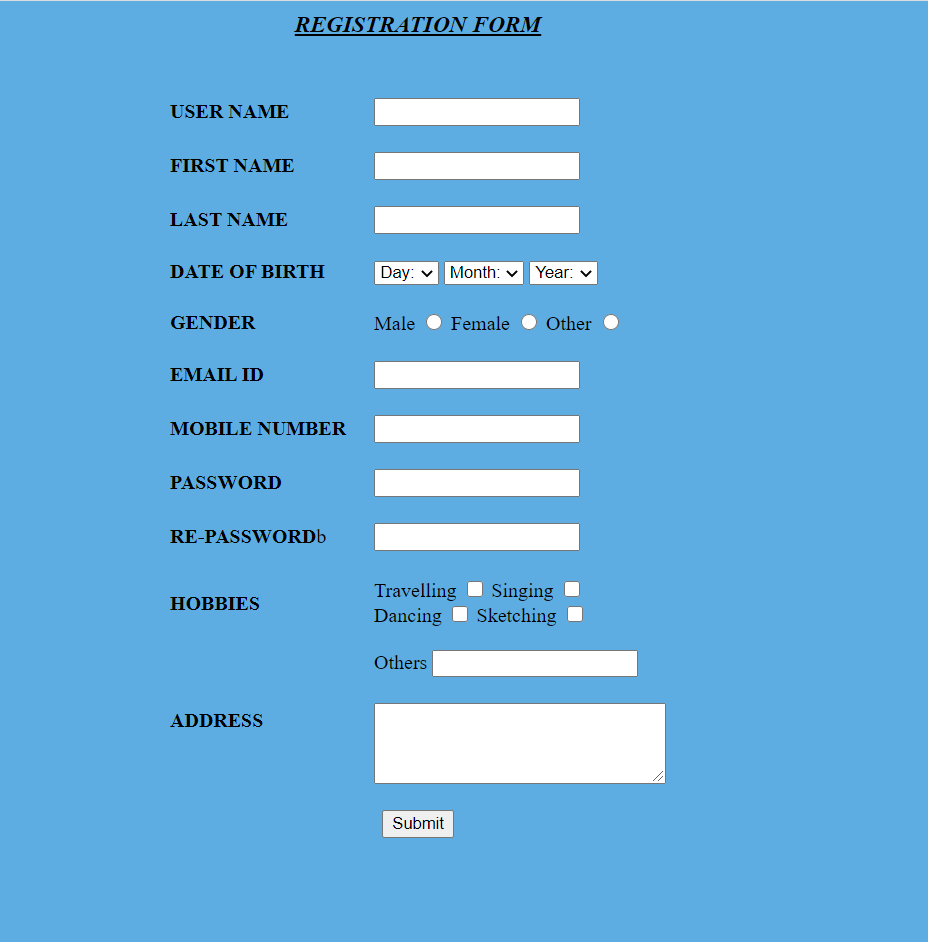 REGISTRATION FORM
USER NAME
FIRST NAME
LAST NAME
DATE OF BIRTH Day: Month: Year:
GENDER Male Female Other
EMAIL ID
MOBILE NUMBER
PASSWORD
RE-PASSWORDb
Travelling Singing
HOBBIES
Dancing Sketching
Others
ADDRESS
Submit